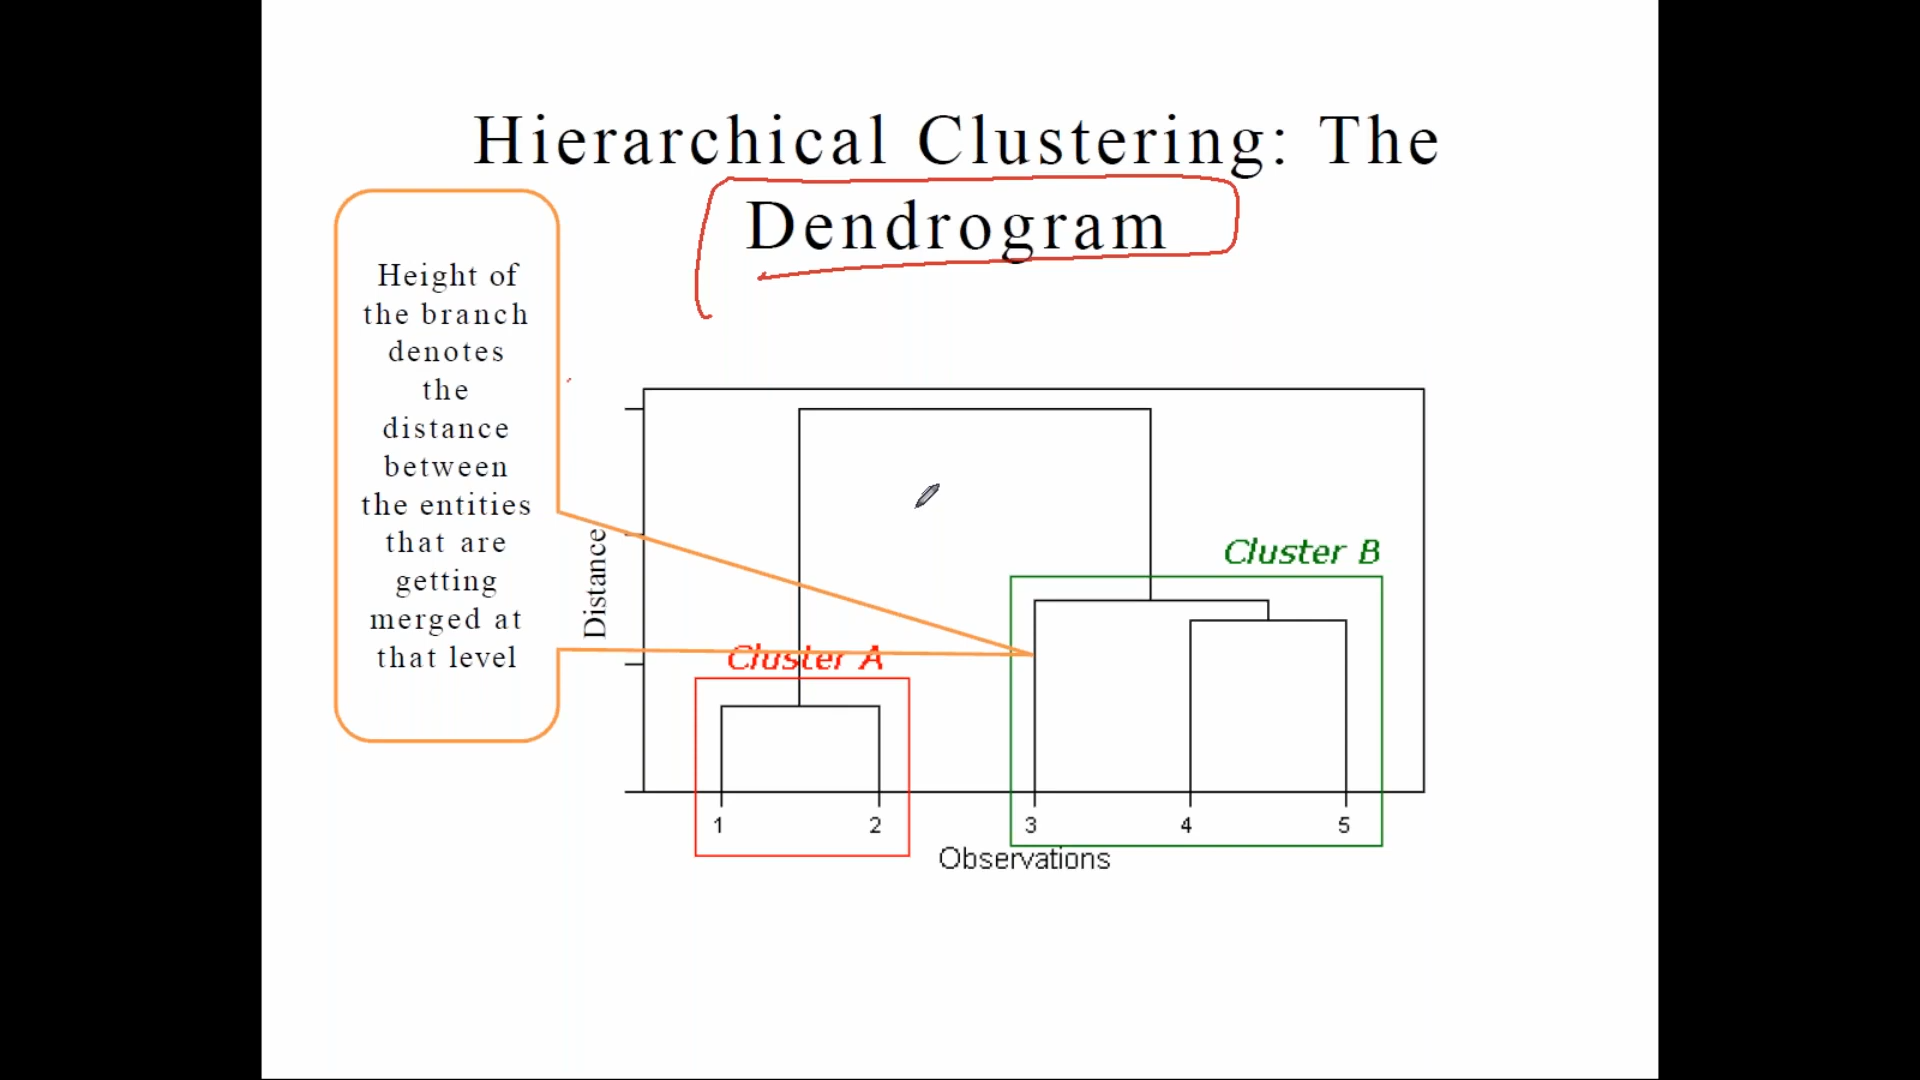 Hierarchical Clustering: The
Dendrogram
Height of
the branch
denotes
the
distance
between
the entities
that are
getting
merged at
that level
Distance
Cluster B
Cluster A
1 2 3 4 5
Observations